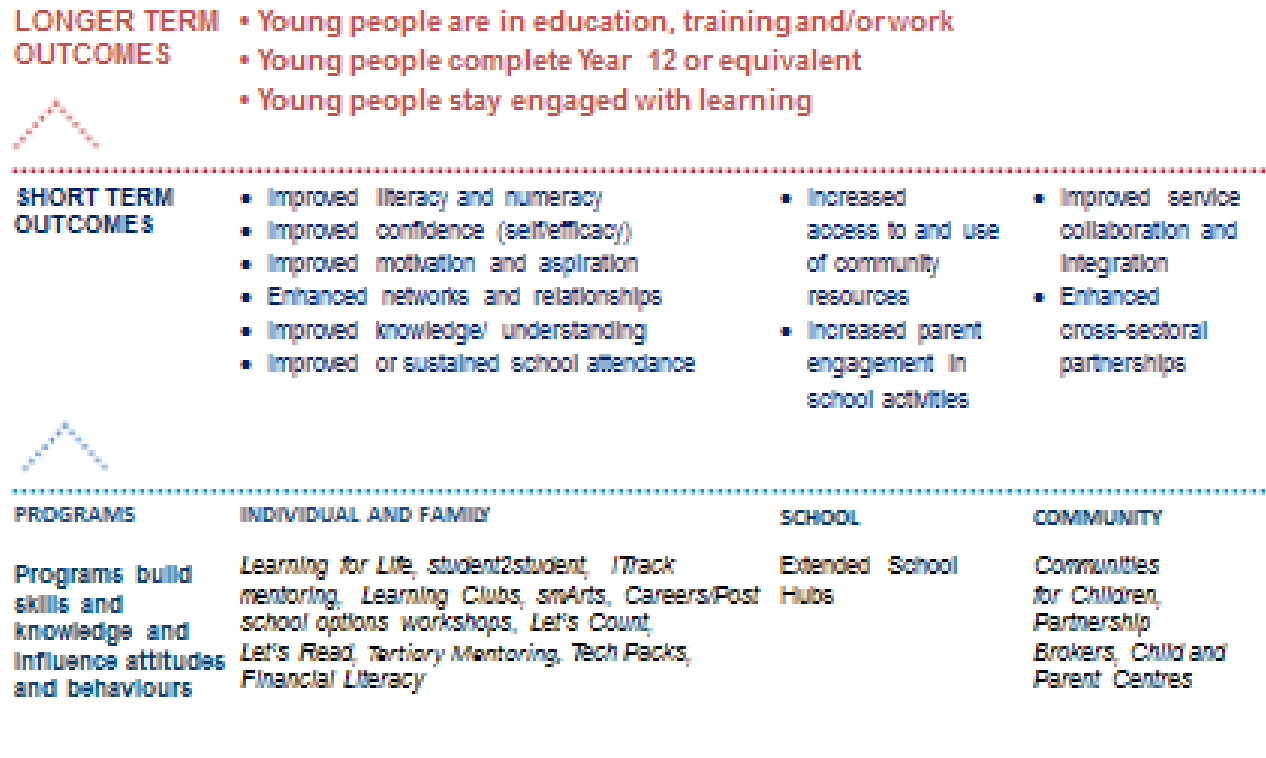 LONGER TERM
OUTCOMES
• Young people are in education, training and/or work
• Young people complete Year 12 or equivalent
• Young people stay engaged with learning
SHORT TERM
OUTCOMES
• Improved literacy and numeracy
• Improved confidence (self/efficacy)
• Improved motivation and aspiration
• Enhanced networks and relationships
• Improved knowledge/ understanding
• Improved or sustained school attendance
• Increased
access to and use
of community
resources
• Increased parent
engagement in
school activities
• Improved service
collaboration and
integration
• Enhanced
cross-sectoral
partnerships
PROGRAMS
Programs build
skills and
knowledge and
influence attitudes
and behaviours
INDIVIDUAL AND FAMILY
Learning for Life, student2student, iTrack
mentoring, Learning Clubs, smArts, Careers/Post
school options workshops, Let's Count,
Let's Read, Tertiary Mentoring, Tech Packs,
Financial Literacy
SCHOOL
Extended School
Hubs
COMMUNITY
Communities
for Children,
Partnership
Brokers, Child and
Parent Centres